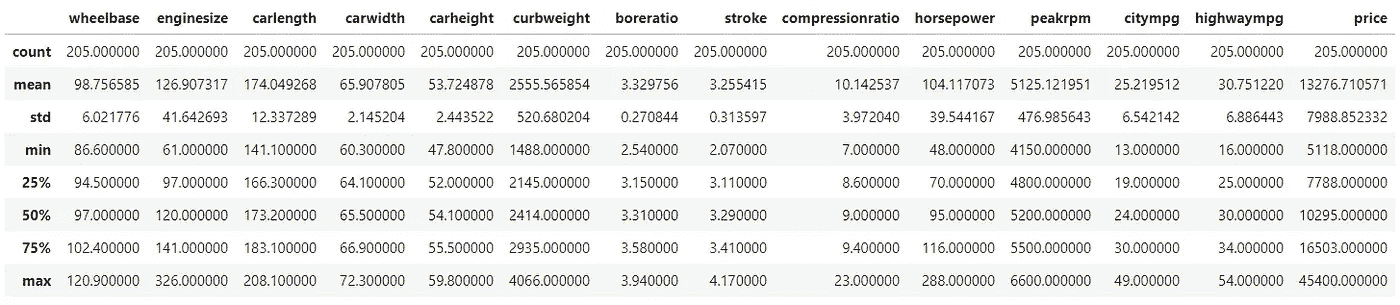 wheelbase enginesize carlength carwidth carheight curbweight boreratio stroke compressionratio horsepower peakrpm citympg highwaympg price
count 205.000000 205.000000 205.000000 205.000000 205.000000 205.000000 205.000000 205.000000 205.000000 205.000000 205.000000 205.000000 205.000000 205.000000
mean 98.756585 126.907317 174.049268 65.907805 53.724878 2555.565854 3.329756 3.255415 10.142537 104.117073 5125.121951 25.219512 30.751220 13276.710571
std 6.021776 41.642693 12.337289 2.145204 2.443522 520.680204 0.270844 0.313597 3.972040 39.544167 476.985643 6.542142 6.886443 7988.852332
min 86.600000 61.000000 141.100000 60.300000 47.800000 1488.000000 2.540000 2.070000 7.000000 48.000000 4150.000000 13.000000 16.000000 5118.000000
25% 94.500000 97.000000 166.300000 64.100000 52.000000 2145.000000 3.150000 3.110000 8.600000 70.000000 4800.000000 19.000000 25.000000 7788.000000
50% 97.000000 120.000000 173.200000 65.500000 54.100000 2414.000000 3.310000 3.290000 9.000000 95.000000 5200.000000 24.000000 30.000000 10295.000000
75% 102.400000 141.000000 183.100000 66.900000 55.500000 2935.000000 3.580000 3.410000 9.400000 116.000000 5500.000000 30.000000 34.000000 16503.000000
max 120.900000 326.000000 208.100000 72.300000 59.800000 4066.000000 3.940000 4.170000 23.000000 288.000000 6600.000000 49.000000 54.000000 45400.000000